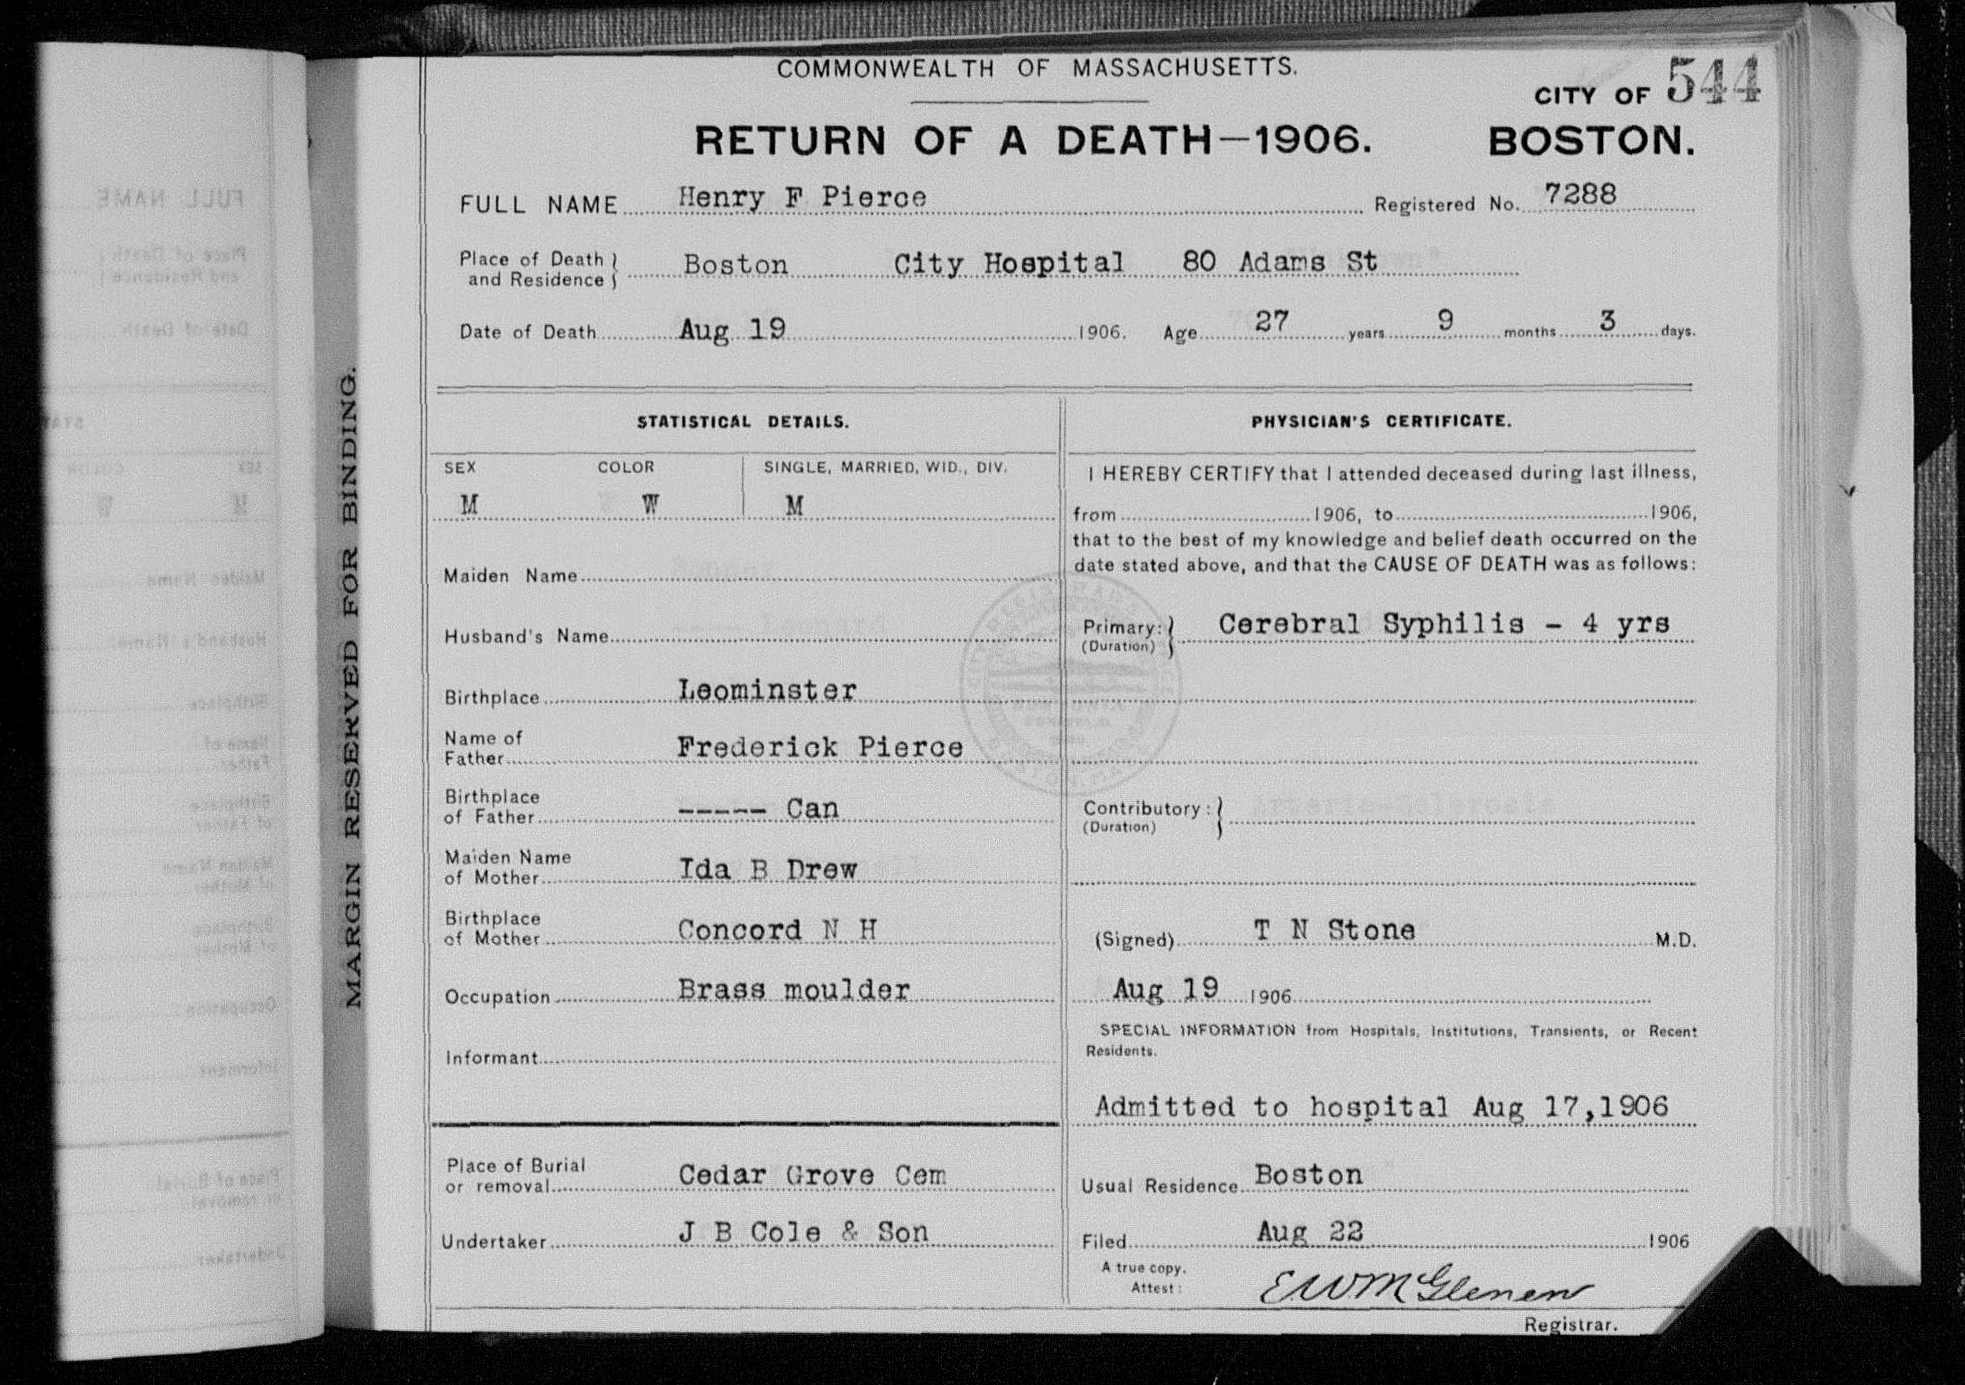 COMMONWEALTH OF MASSACHUSETTS.
CITY OF 544
RETURN OF A DEATH—1906. BOSTON.
FULL NAME Henry F Pierce Registered No. 7288
Place of Death and Residence } Boston City Hospital 80 Adams St
Date of Death Aug 19 1906. Age 27 years 9 months 3 days.
MARGIN RESERVED FOR BINDING.
STATISTICAL DETAILS.
SEX COLOR SINGLE, MARRIED, WID., DIV.
M W M
Maiden Name
Husband's Name
Birthplace Leominster
Name of
Father Frederick Pierce
Birthplace
of Father ----- Can
Maiden Name
of Mother Ida B Drew
Birthplace
of Mother Concord N H
Occupation Brass moulder
Informant
Place of Burial
or removal Cedar Grove Cem
Undertaker J B Cole & Son
PHYSICIAN'S CERTIFICATE.
I HEREBY CERTIFY that I attended deceased during last illness,
from 1906, to 1906,
that to the best of my knowledge and belief death occurred on the
date stated above, and that the CAUSE OF DEATH was as follows:
Primary: } Cerebral Syphilis - 4 yrs
(Duration)
Contributory: }
(Duration)
(Signed) T N Stone M.D.
Aug 19 1906
SPECIAL INFORMATION from Hospitals, Institutions, Transients, or Recent
Residents.
Admitted to hospital Aug 17,1906
Usual Residence Boston
Filed Aug 22 1906
A true copy.
Attest: E W McGlenen
Registrar.